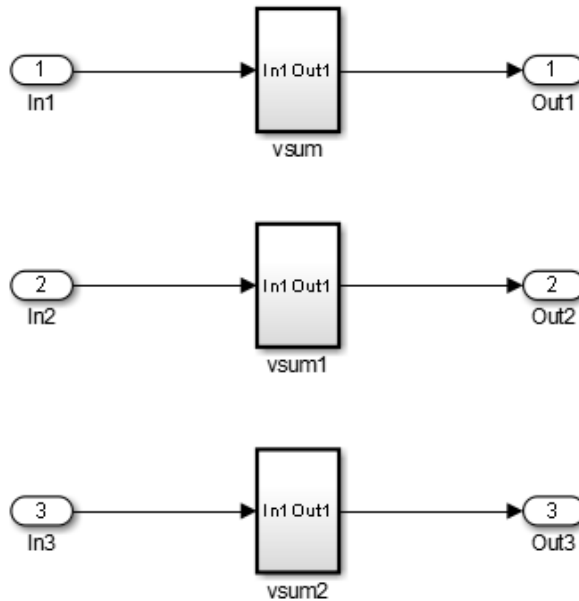 1 In1 Out1 1
In1 vsum Out1
2 In1 Out1 2
In2 vsum1 Out2
3 In1 Out1 3
In3 vsum2 Out3